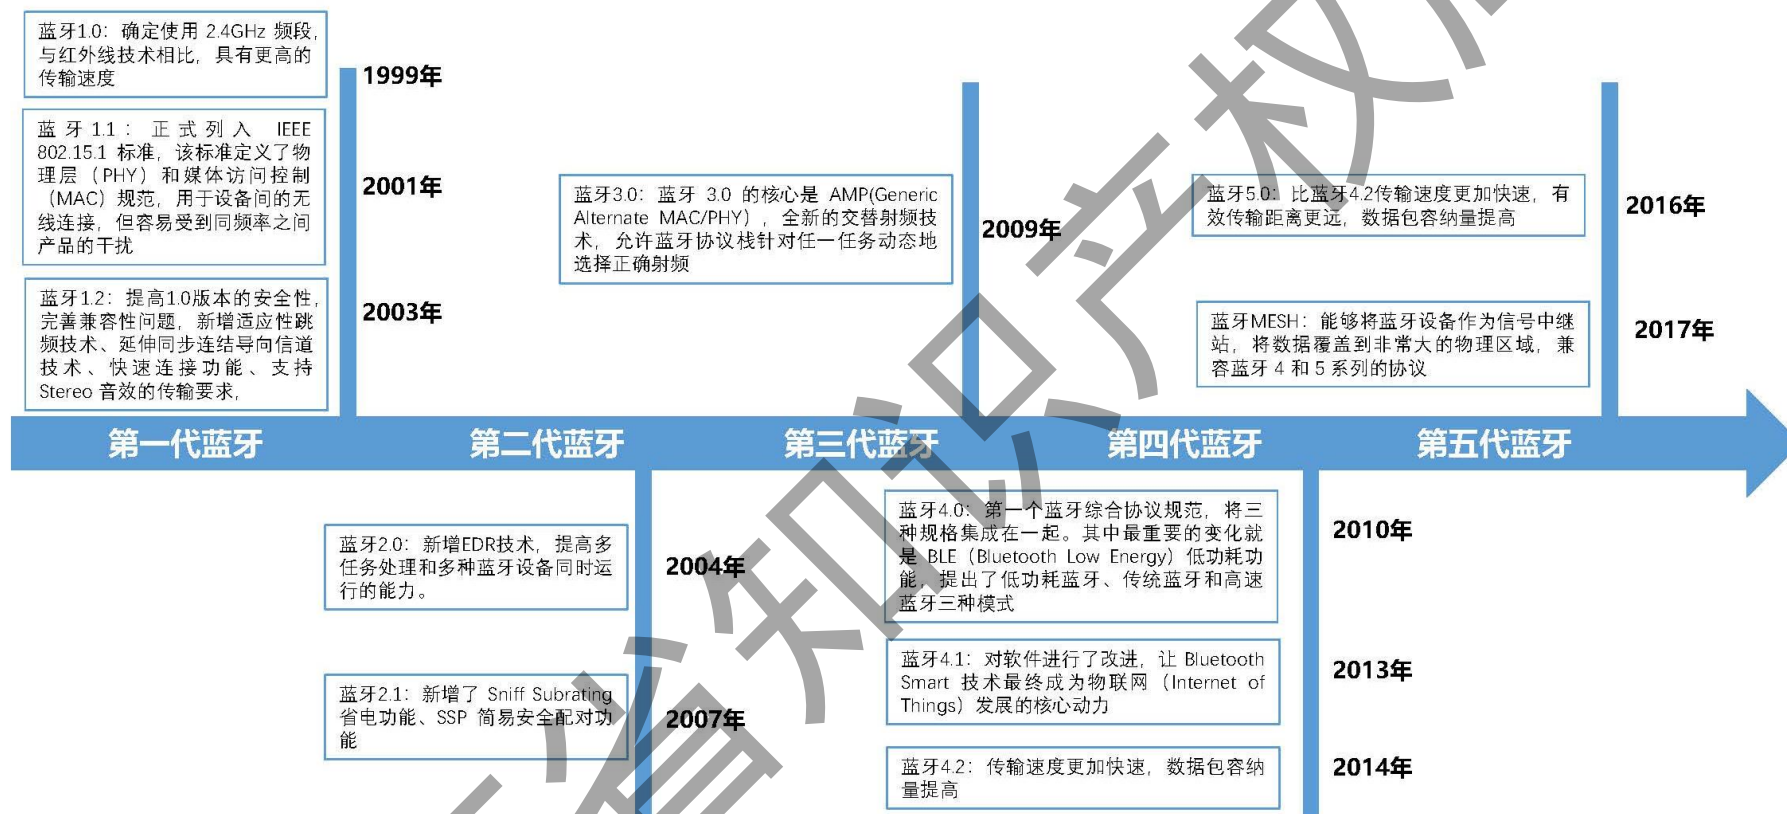 蓝牙1.0：确定使用 2.4GHz 频段，
与红外线技术相比，具有更高的
传输速度
1999年
蓝牙1.1：正式列入 IEEE
802.15.1 标准，该标准定义了物
理层（PHY）和媒体访问控制
（MAC）规范，用于设备间的无
线连接，但容易受到同频率之间
产品的干扰
2001年
蓝牙1.2：提高1.0版本的安全性，
完善兼容性问题，新增适应性跳
频技术、延伸同步连结导向信道
技术、快速连接功能、支持
Stereo 音效的传输要求，
2003年
蓝牙3.0：蓝牙 3.0 的核心是 AMP(Generic
Alternate MAC/PHY)，全新的交替射频技
术，允许蓝牙协议栈针对任一任务动态地
选择正确射频
2009年
蓝牙5.0：比蓝牙4.2传输速度更加快速，有
效传输距离更远，数据包容纳量提高
2016年
蓝牙MESH：能够将蓝牙设备作为信号中继
站，将数据覆盖到非常大的物理区域，兼
容蓝牙 4 和 5 系列的协议
2017年
第一代蓝牙
第二代蓝牙
第三代蓝牙
第四代蓝牙
第五代蓝牙
蓝牙2.0：新增EDR技术，提高多
任务处理和多种蓝牙设备同时运
行的能力。
2004年
蓝牙2.1：新增了 Sniff Subrating
省电功能、SSP 简易安全配对功
能
2007年
蓝牙4.0：第一个蓝牙综合协议规范，将三
种规格集成在一起。其中最重要的变化就
是 BLE（Bluetooth Low Energy）低功耗功
能，提出了低功耗蓝牙、传统蓝牙和高速
蓝牙三种模式
2010年
蓝牙4.1：对软件进行了改进，让 Bluetooth
Smart 技术最终成为物联网（Internet of
Things）发展的核心动力
2013年
蓝牙4.2：传输速度更加快速，数据包容纳
量提高
2014年
省知识产权